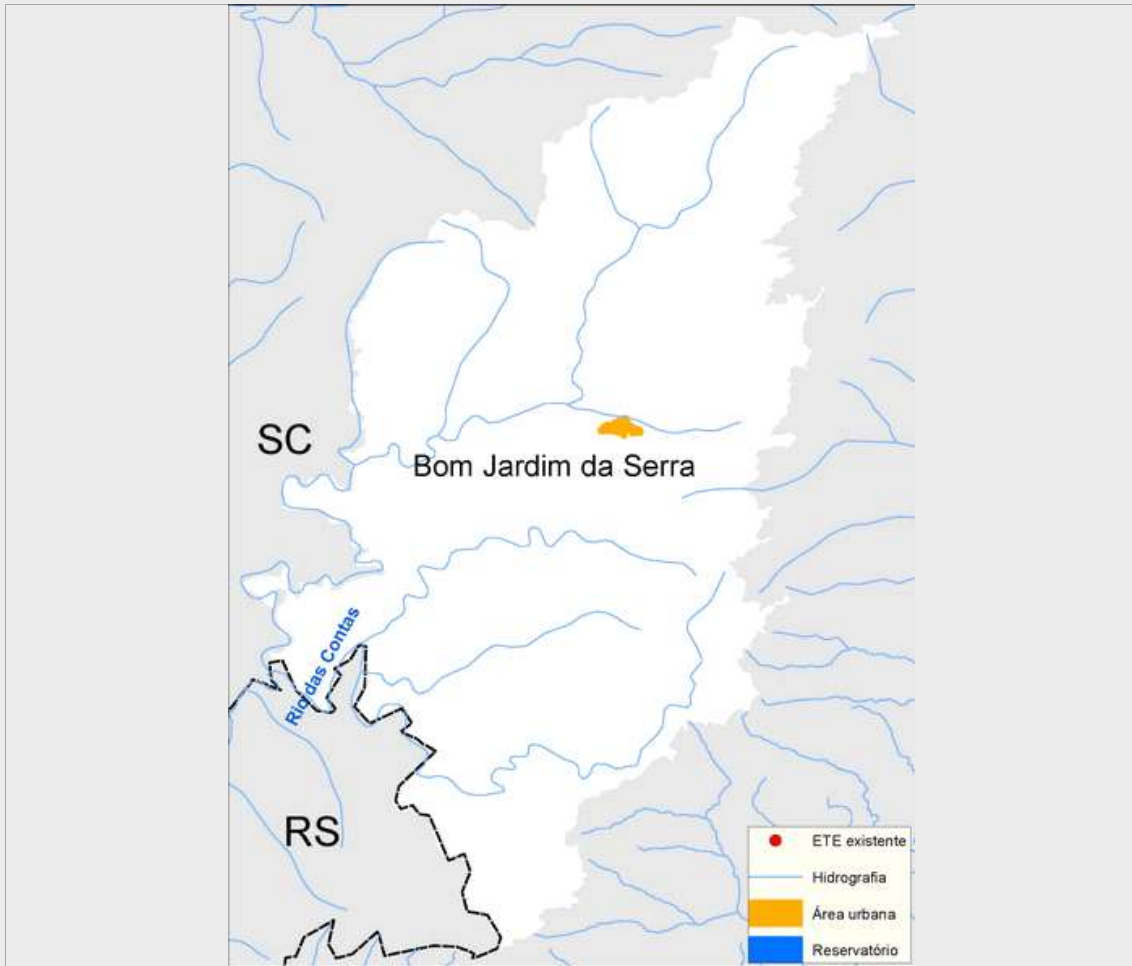 SC
Bom Jardim da Serra
Rio das Contas
RS
ETE existente
Hidrografia
Área urbana
Reservatório